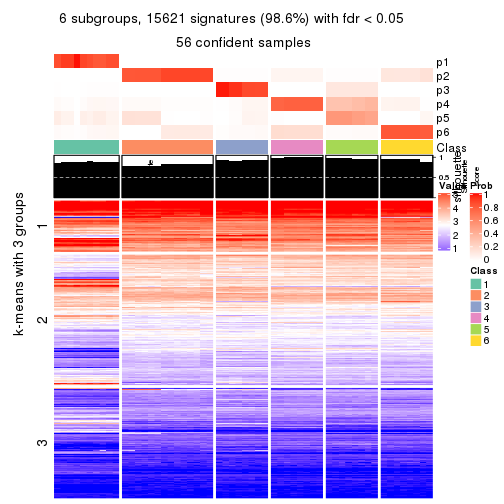 6 subgroups, 15621 signatures (98.6%) with fdr < 0.05
56 confident samples
p1
p2
p3
p4
p5
p6
Class
1
0.5
silhouette
score
k-means with 3 groups
1
2
3
Value
4
3
2
1
Prob
1
0.8
0.6
0.4
0.2
0
Class
1
2
3
4
5
6